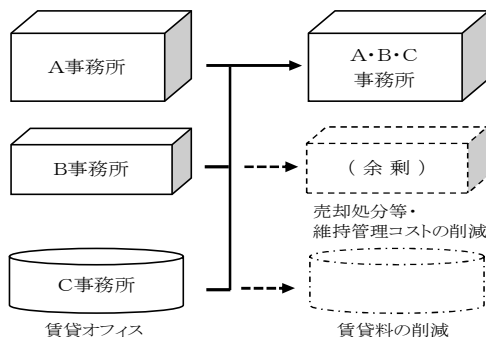 A事務所
A・B・C
事務所
B事務所
(余剰)
売却処分等・
維持管理コストの削減
C事務所
賃貸オフィス
賃貸料の削減